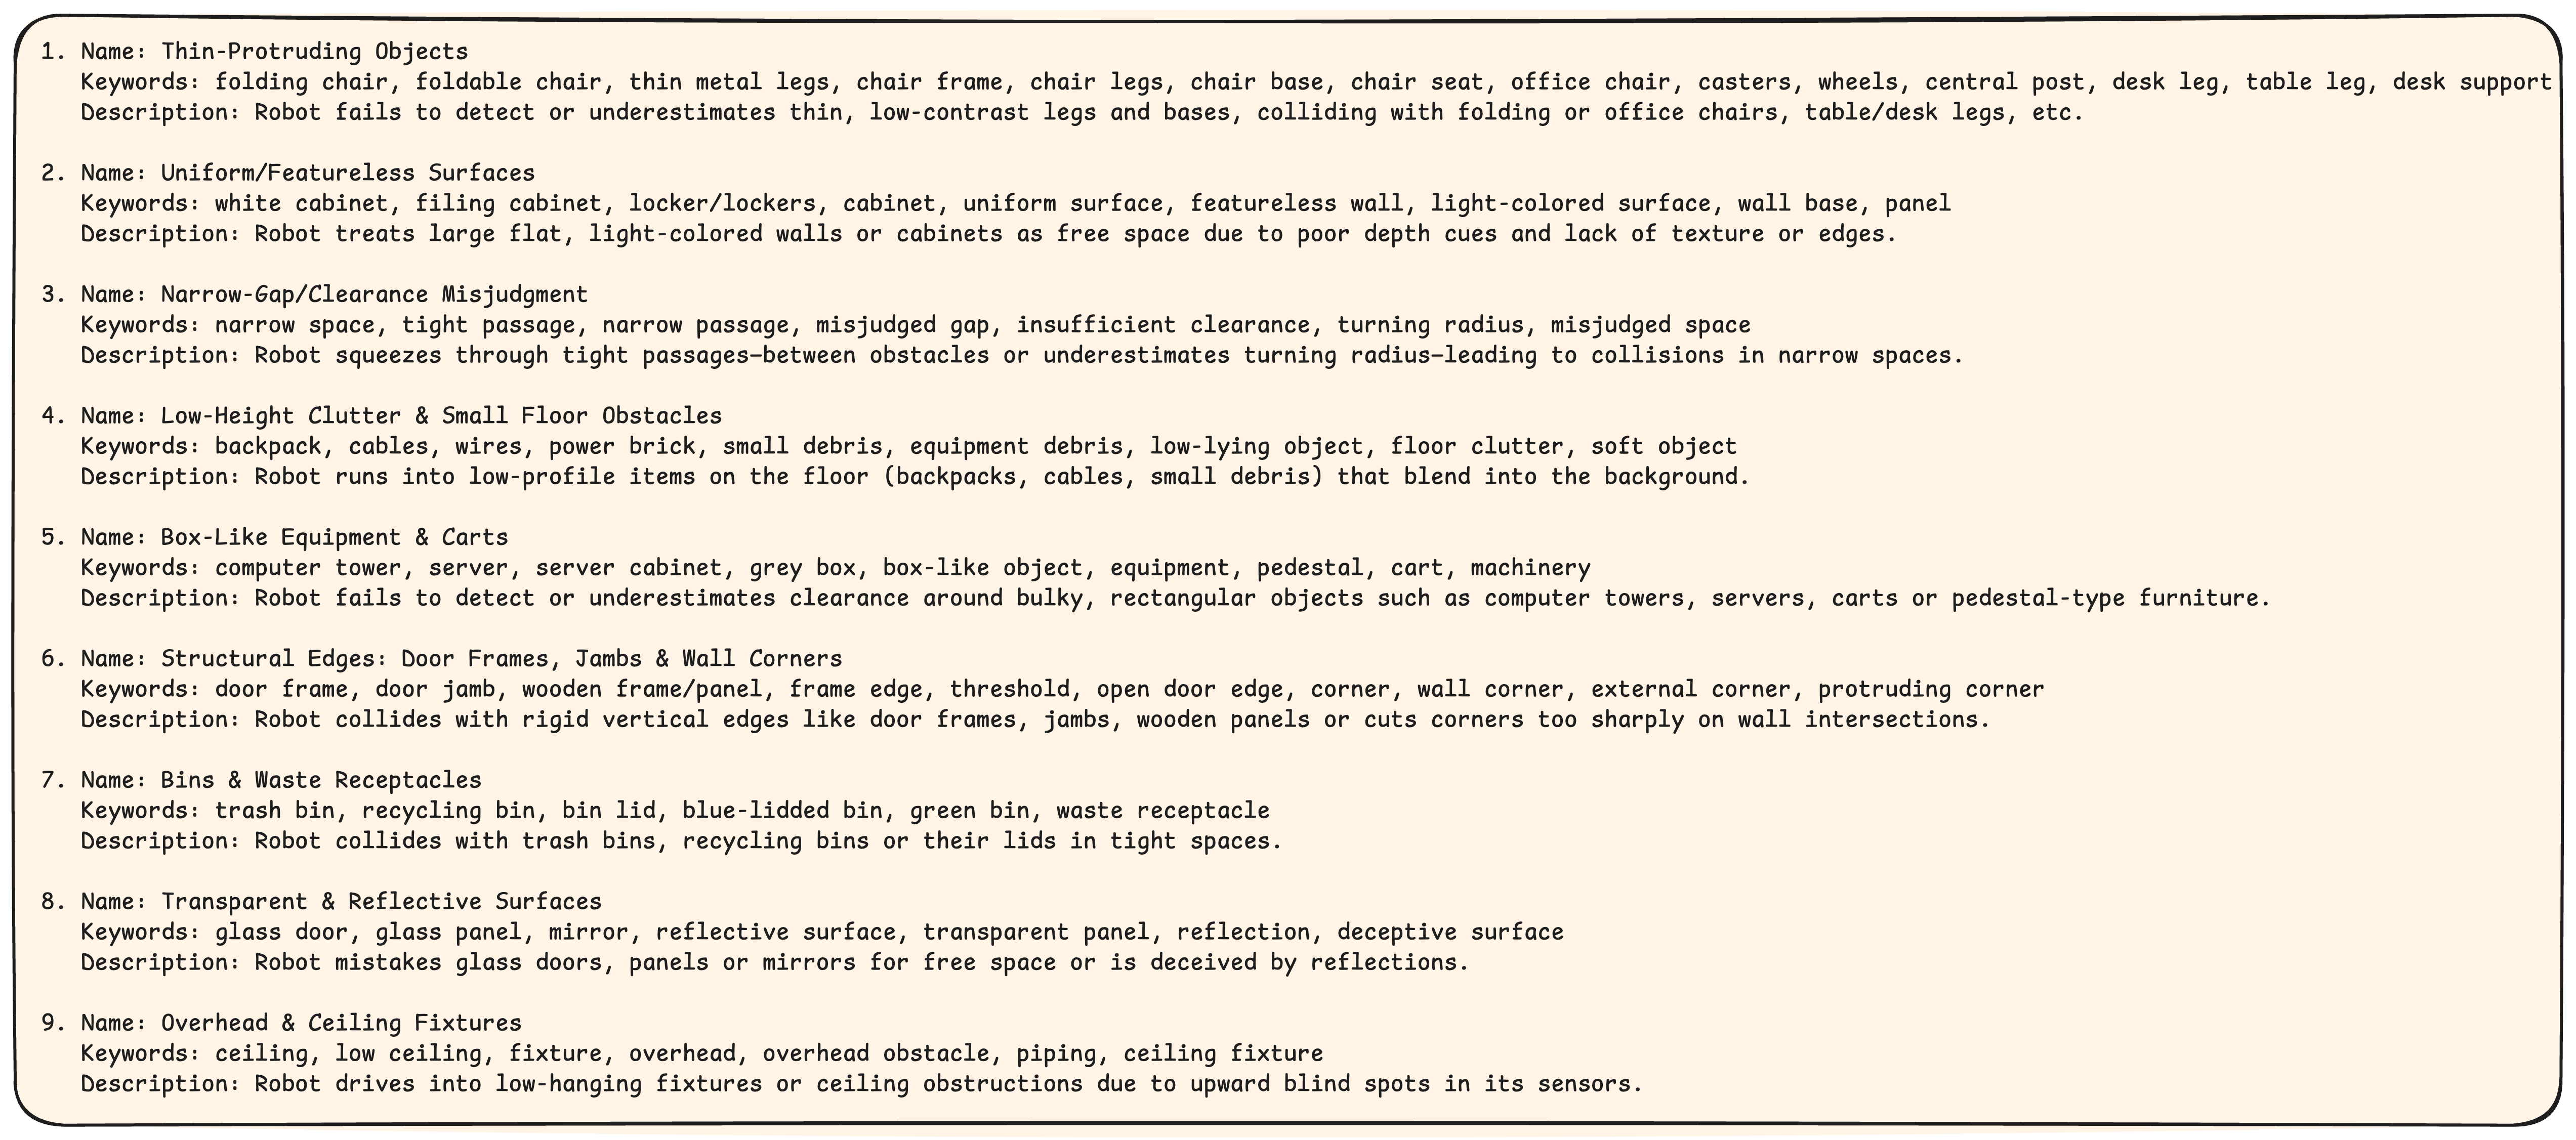 1. Name: Thin-Protruding Objects
Keywords: folding chair, foldable chair, thin metal legs, chair frame, chair legs, chair base, chair seat, office chair, casters, wheels, central post, desk leg, table leg, desk support
Description: Robot fails to detect or underestimates thin, low-contrast legs and bases, colliding with folding or office chairs, table/desk legs, etc.
2. Name: Uniform/Featureless Surfaces
Keywords: white cabinet, filing cabinet, locker/lockers, cabinet, uniform surface, featureless wall, light-colored surface, wall base, panel
Description: Robot treats large flat, light-colored walls or cabinets as free space due to poor depth cues and lack of texture or edges.
3. Name: Narrow-Gap/Clearance Misjudgment
Keywords: narrow space, tight passage, narrow passage, misjudged gap, insufficient clearance, turning radius, misjudged space
Description: Robot squeezes through tight passages—between obstacles or underestimates turning radius—leading to collisions in narrow spaces.
4. Name: Low-Height Clutter & Small Floor Obstacles
Keywords: backpack, cables, wires, power brick, small debris, equipment debris, low-lying object, floor clutter, soft object
Description: Robot runs into low-profile items on the floor (backpacks, cables, small debris) that blend into the background.
5. Name: Box-Like Equipment & Carts
Keywords: computer tower, server, server cabinet, grey box, box-like object, equipment, pedestal, cart, machinery
Description: Robot fails to detect or underestimates clearance around bulky, rectangular objects such as computer towers, servers, carts or pedestal-type furniture.
6. Name: Structural Edges: Door Frames, Jambs & Wall Corners
Keywords: door frame, door jamb, wooden frame/panel, frame edge, threshold, open door edge, corner, wall corner, external corner, protruding corner
Description: Robot collides with rigid vertical edges like door frames, jambs, wooden panels or cuts corners too sharply on wall intersections.
7. Name: Bins & Waste Receptacles
Keywords: trash bin, recycling bin, bin lid, blue-lidded bin, green bin, waste receptacle
Description: Robot collides with trash bins, recycling bins or their lids in tight spaces.
8. Name: Transparent & Reflective Surfaces
Keywords: glass door, glass panel, mirror, reflective surface, transparent panel, reflection, deceptive surface
Description: Robot mistakes glass doors, panels or mirrors for free space or is deceived by reflections.
9. Name: Overhead & Ceiling Fixtures
Keywords: ceiling, low ceiling, fixture, overhead, overhead obstacle, piping, ceiling fixture
Description: Robot drives into low-hanging fixtures or ceiling obstructions due to upward blind spots in its sensors.